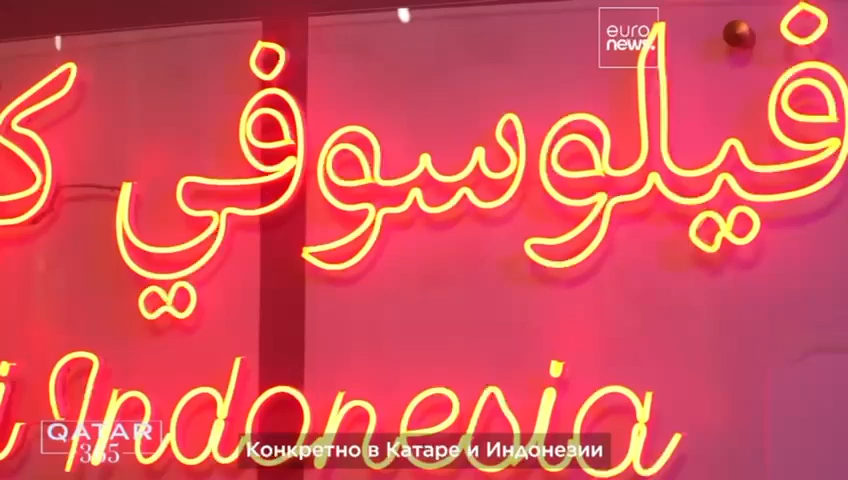 euro
news.
فيلوسوفي
Indonesia
QATAR
365
Конкретно в Катаре и Индонезии